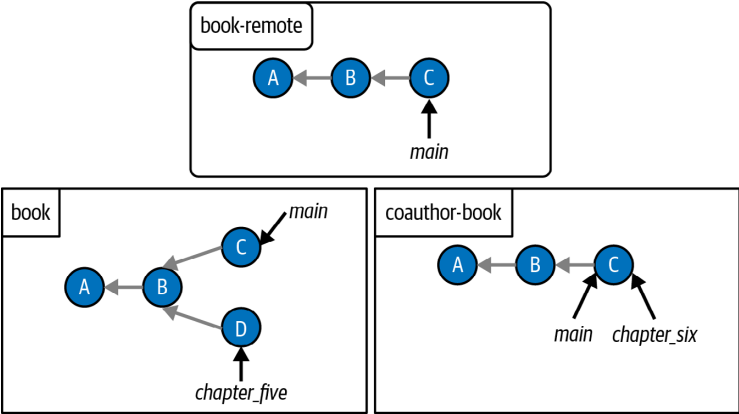 book-remote
A
B
C
main
book
main
C
A
B
D
chapter_five
coauthor-book
A
B
C
main
chapter_six